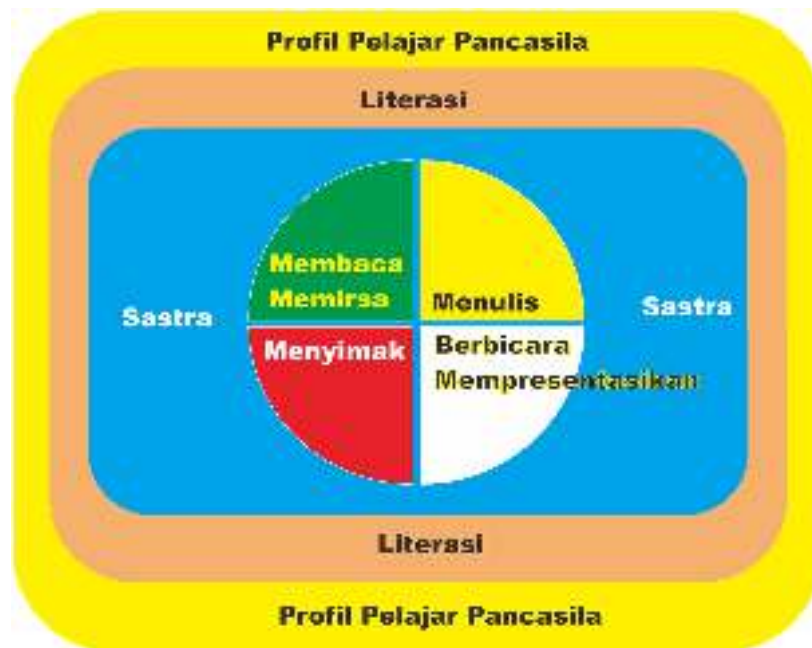 Profil Pelajar Pancasila
Literasi
Membaca
Memirsa
Menulis
Sastra
Sastra
Menyimak
Berbicara
Mempresentasikan
Literasi
Profil Pelajar Pancasila